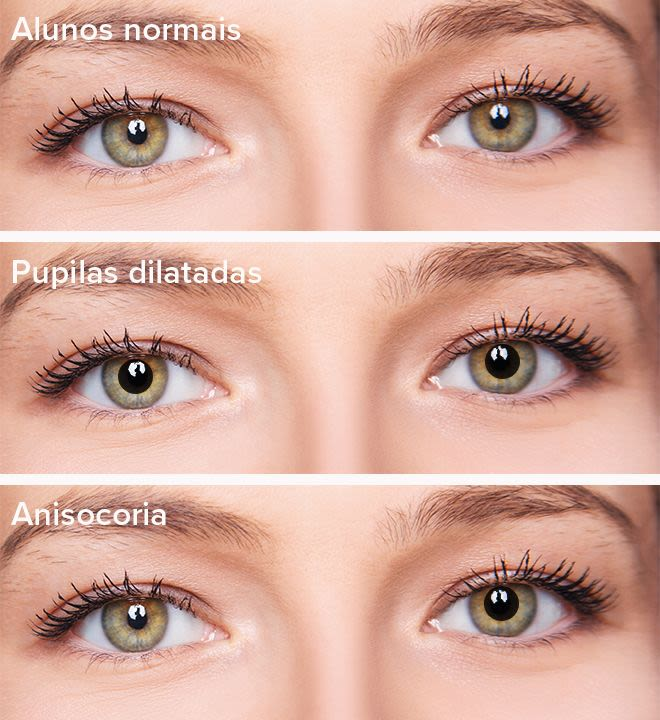 Alunos normais
Pupilas dilatadas
Anisocoria